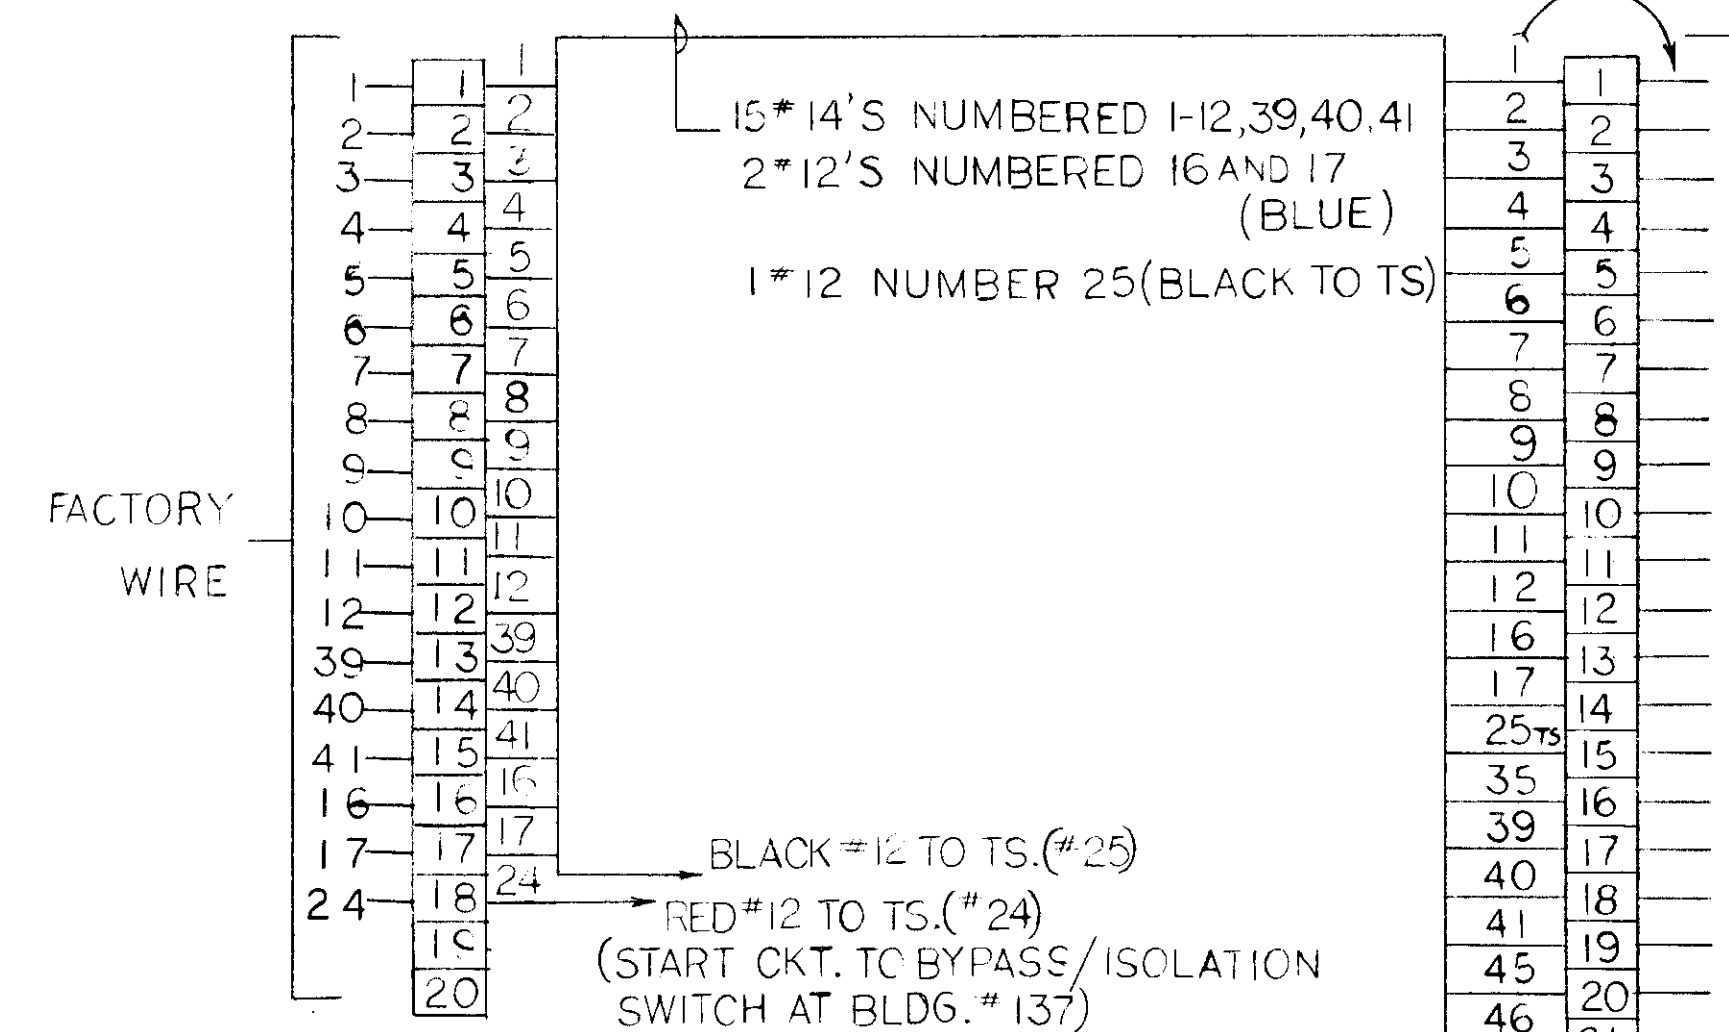 15#14'S NUMBERED 1-12,39,40,41
2#12'S NUMBERED 16 AND 17
(BLUE)
1#12 NUMBER 25(BLACK TO TS)
FACTORY
WIRE
1 1 1
2 2 2
3 3 3
4 4 4
5 5 5
6 6 6
7 7 7
8 8 8
9 9 9
10 10 10
11 11 11
12 12 12
39 13 39
40 14 40
41 15 41
16 16 16
17 17 17
24 18 24
19
20
BLACK #12 TO TS.(#25)
RED#12 TO TS.(#24)
(START CKT. TO BYPASS/ISOLATION
SWITCH AT BLDG.#137)
1 1
2 2
3 3
4 4
5 5
6 6
7 7
8 8
9 9
10 10
11 11
12 12
16 13
17 14
25TS 15
35 16
39 17
40 18
41 19
45 20
46